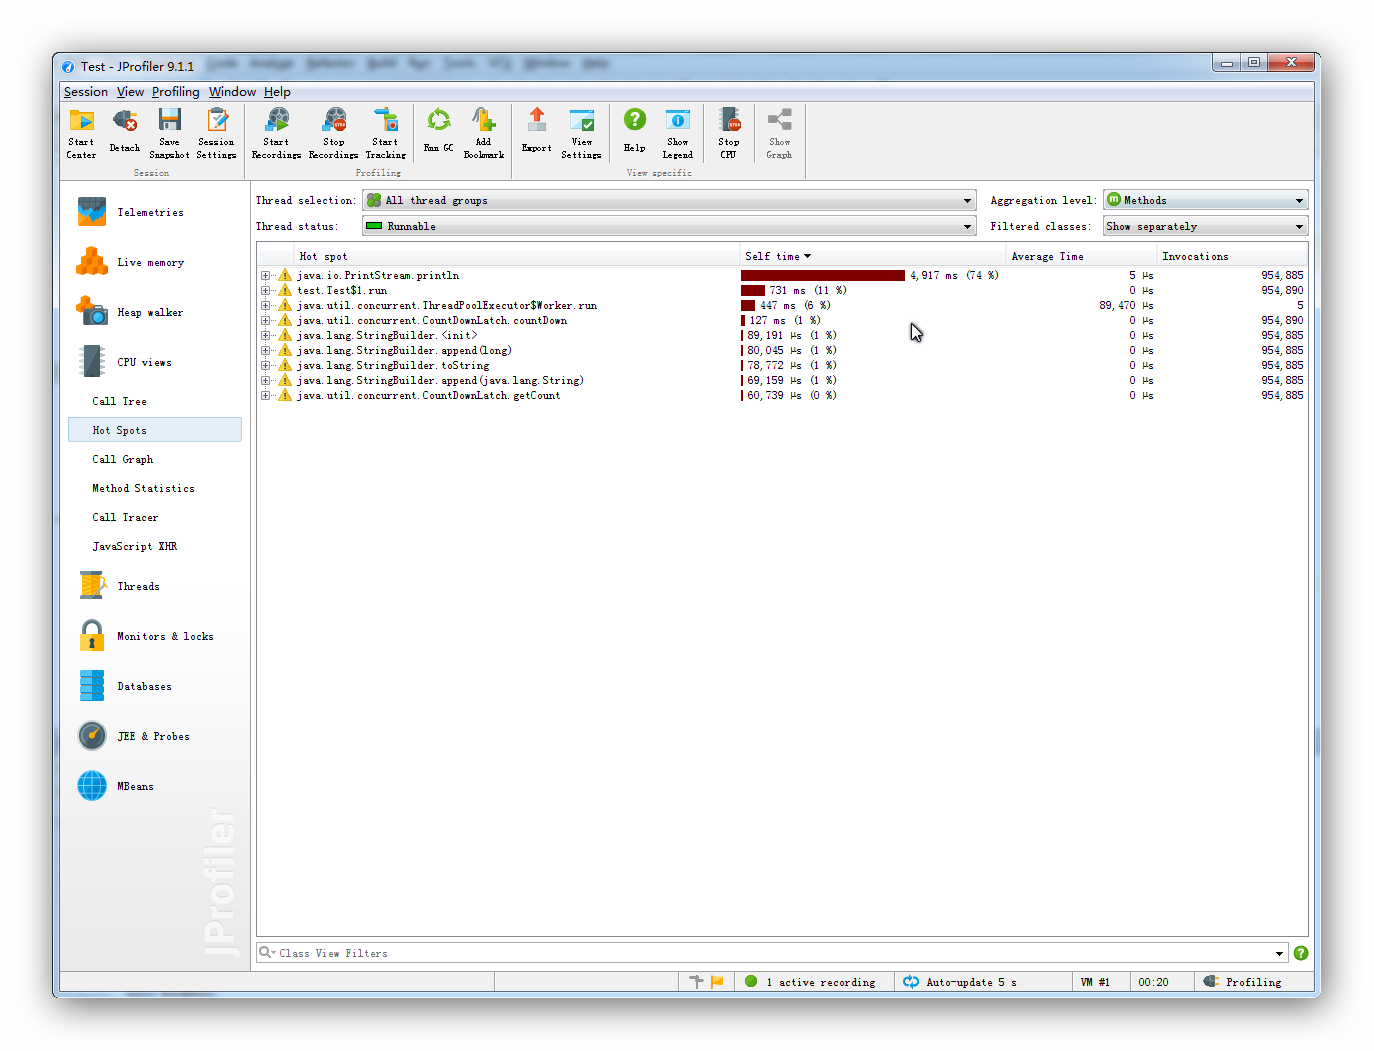 Test - JProfiler 9.1.1
Session View Profiling Window Help
Start Center
Detach
Save Snapshot
Session Settings
Start Recordings
Stop Recordings
Start Tracking
Run GC
Add Bookmark
Export
View Settings
Help
Show Legend
Stop CPU
Show Graph
Session
Profiling
View specific
Telemetries
Live memory
Heap walker
CPU views
Call Tree
Hot Spots
Call Graph
Method Statistics
Call Tracer
JavaScript XHR
Threads
Monitors & locks
Databases
JEE & Probes
MBeans
JProfiler
Thread selection: All thread groups Aggregation level: m Methods
Thread status: Runnable Filtered classes: Show separately
Hot spot Self time Average Time Invocations
java.io.PrintStream.println 4,917 ms (74 %) 5 µs 954,885
test.Test$1.run 731 ms (11 %) 0 µs 954,890
java.util.concurrent.ThreadPoolExecutor$Worker.run 447 ms (6 %) 89,470 µs 5
java.util.concurrent.CountDownLatch.countDown 127 ms (1 %) 0 µs 954,890
java.lang.StringBuilder.<init> 89,191 µs (1 %) 0 µs 954,885
java.lang.StringBuilder.append(long) 80,045 µs (1 %) 0 µs 954,885
java.lang.StringBuilder.toString 78,772 µs (1 %) 0 µs 954,885
java.lang.StringBuilder.append(java.lang.String) 69,159 µs (1 %) 0 µs 954,885
java.util.concurrent.CountDownLatch.getCount 60,739 µs (0 %) 0 µs 954,885
Class View Filters
1 active recording Auto-update 5 s VM #1 00:20 Profiling